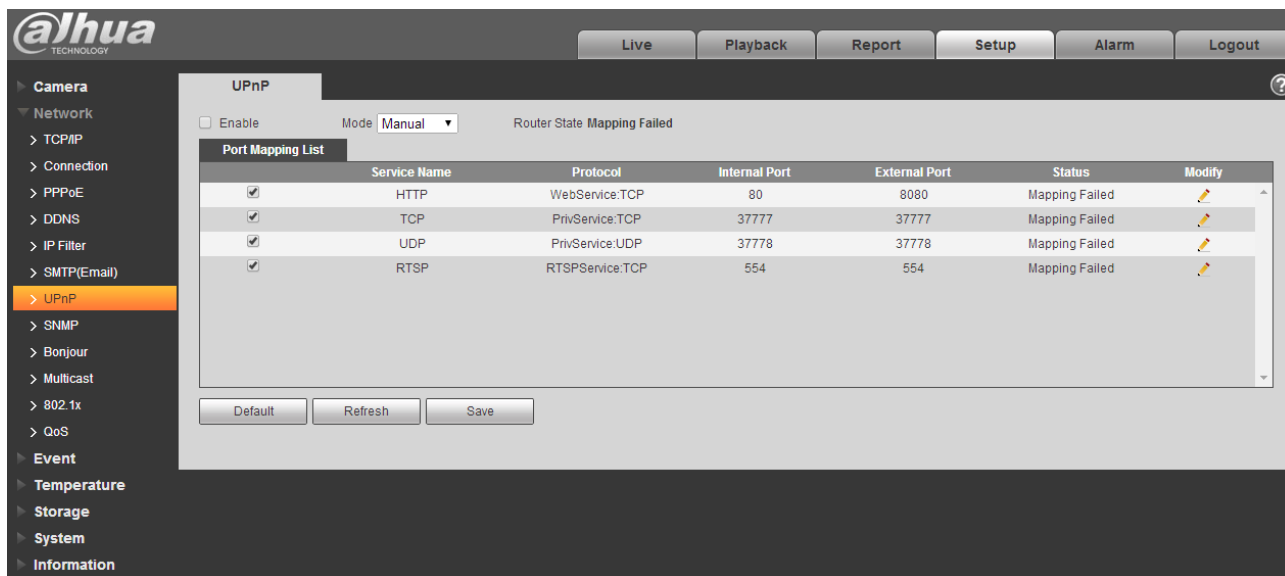 alhua
TECHNOLOGY
Live Playback Report Setup Alarm Logout
Camera
Network
TCP/IP
Connection
PPPoE
DDNS
IP Filter
SMTP(Email)
UPnP
SNMP
Bonjour
Multicast
802.1x
QoS
Event
Temperature
Storage
System
Information
UPnP
?
Enable Mode Manual Router State Mapping Failed
Port Mapping List
Service Name Protocol Internal Port External Port Status Modify
HTTP WebService:TCP 80 8080 Mapping Failed
TCP PrivService:TCP 37777 37777 Mapping Failed
UDP PrivService:UDP 37778 37778 Mapping Failed
RTSP RTSPService:TCP 554 554 Mapping Failed
Default Refresh Save